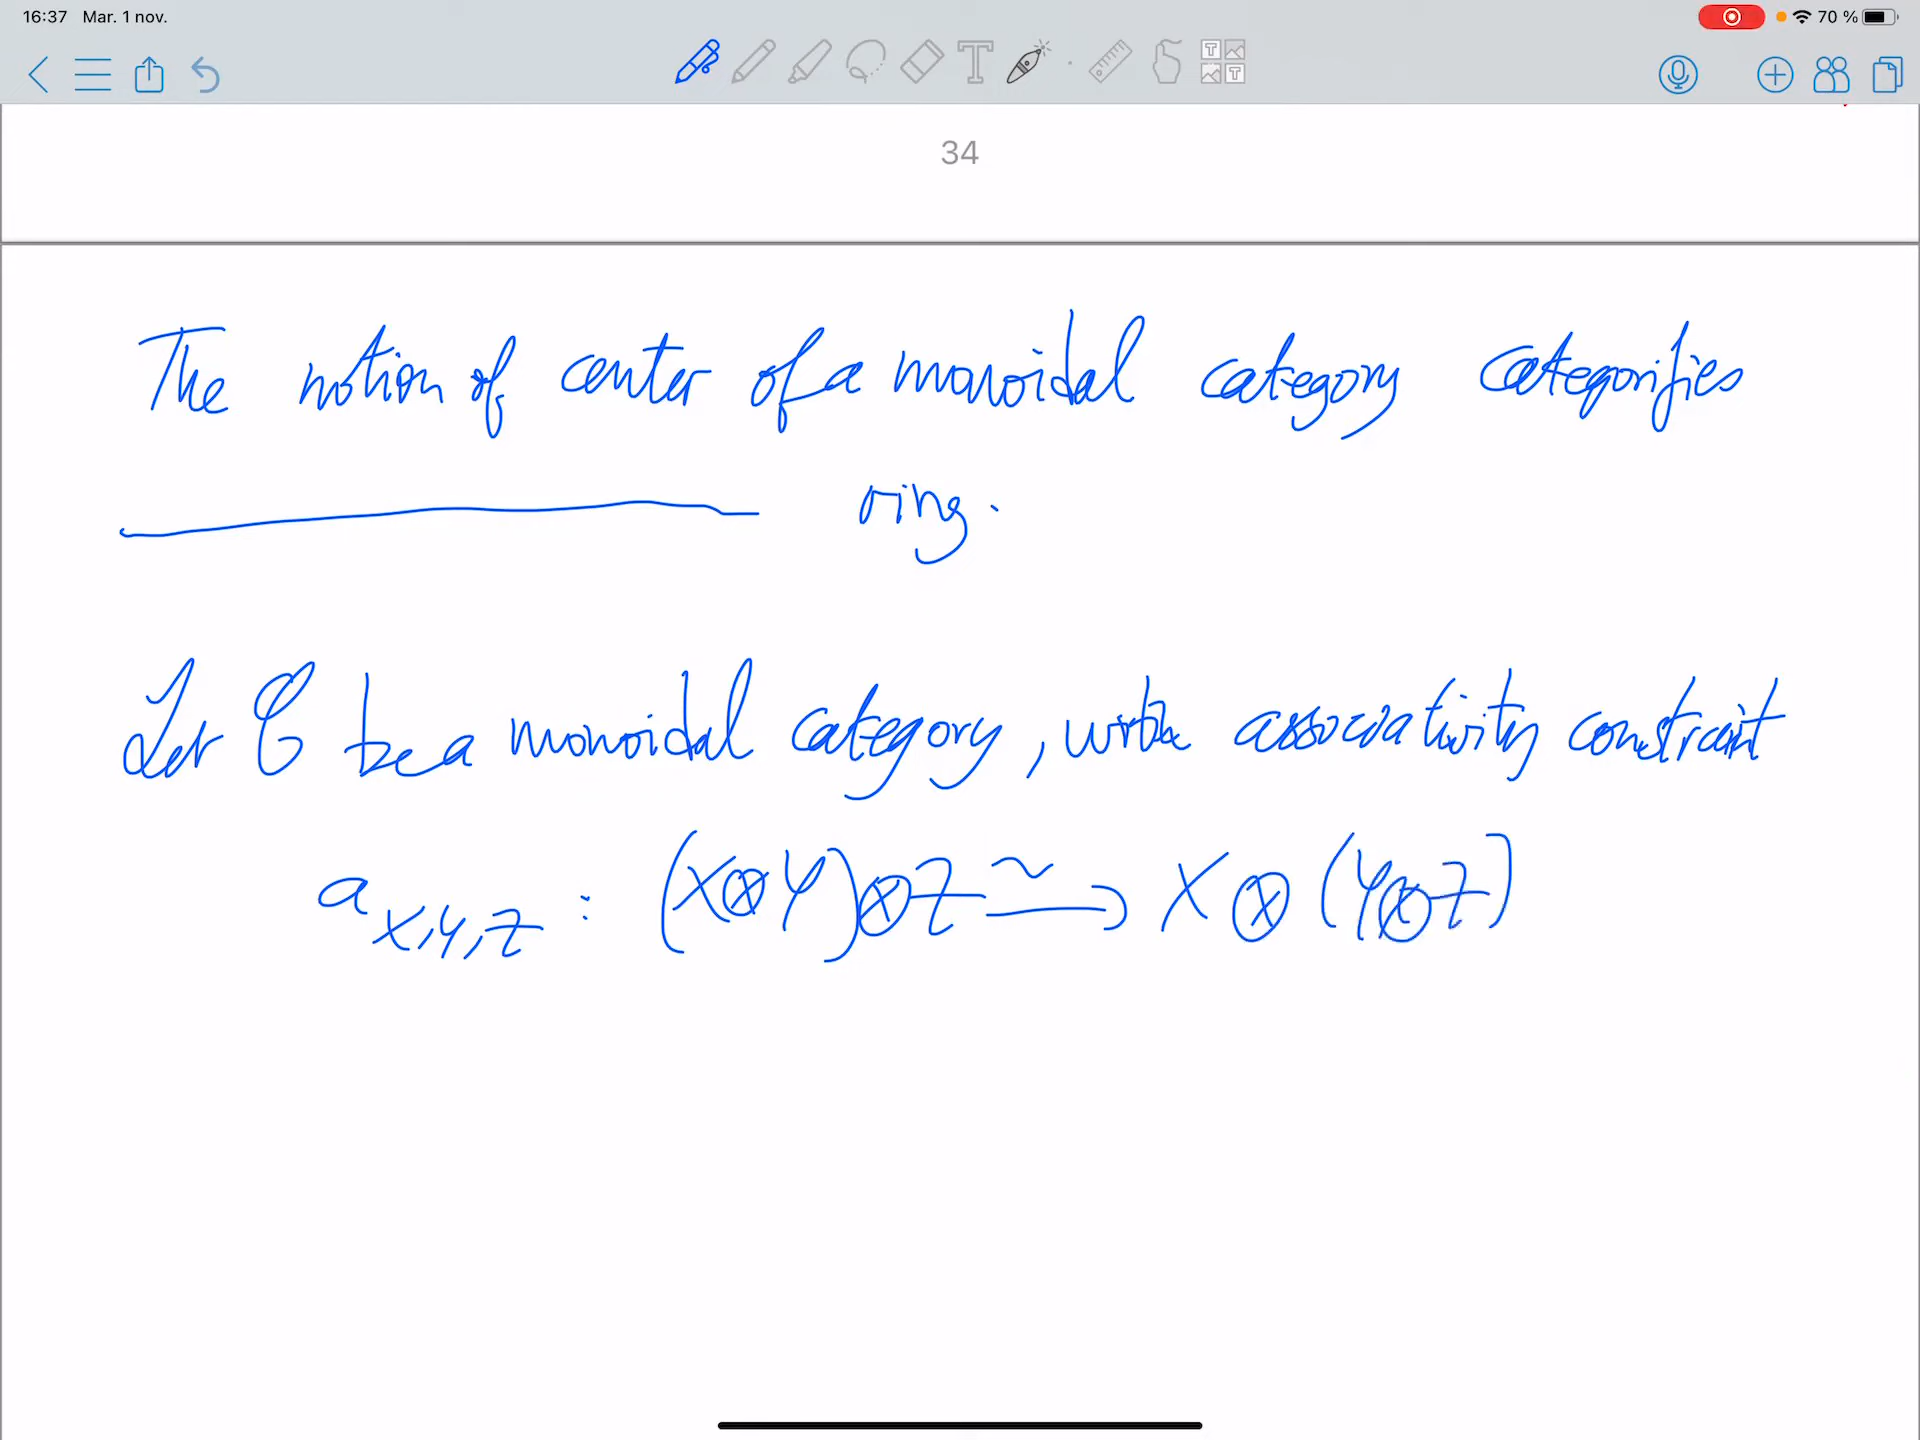 16:37 Mar. 1 nov. 70 %
34
The notion of center of a monoidal category categorifies
———————— ring.
Let 𝒞 be a monoidal category, with associativity constraint
a_{X,Y,Z} : (X⊗Y)⊗Z ⥲ X⊗(Y⊗Z)